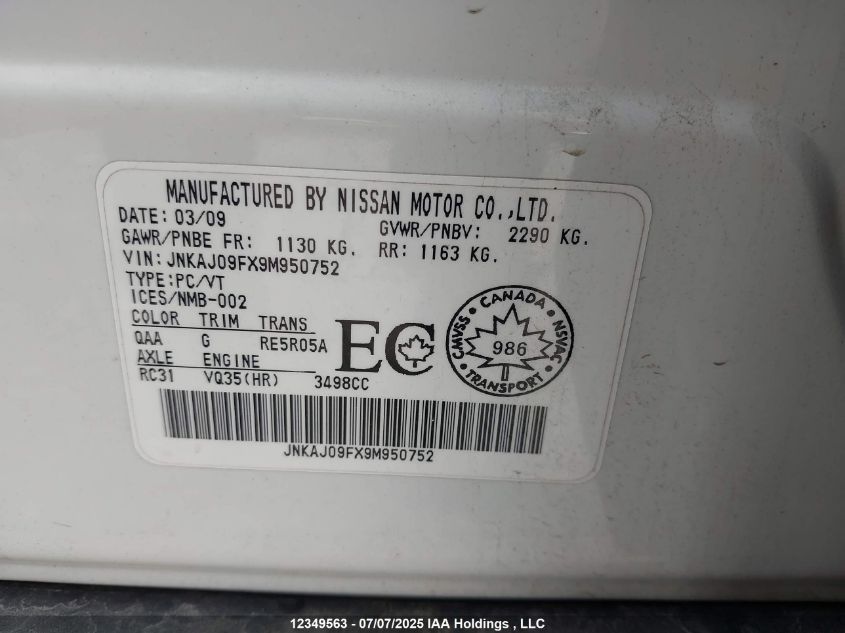 MANUFACTURED BY NISSAN MOTOR CO.,LTD.
DATE: 03/09 GVWR/PNBV: 2290 KG.
GAWR/PNBE FR: 1130 KG. RR: 1163 KG.
VIN: JNKAJ09FX9M950752
TYPE:PC/VT
ICES/NMB-002
COLOR TRIM TRANS
QAA G RE5R05A
AXLE ENGINE
RC31 VQ35(HR) 3498CC
EC
CANADA
CMVSS 986 NSVAC
TRANSPORT
JNKAJ09FX9M950752
12349563 - 07/07/2025 IAA Holdings , LLC